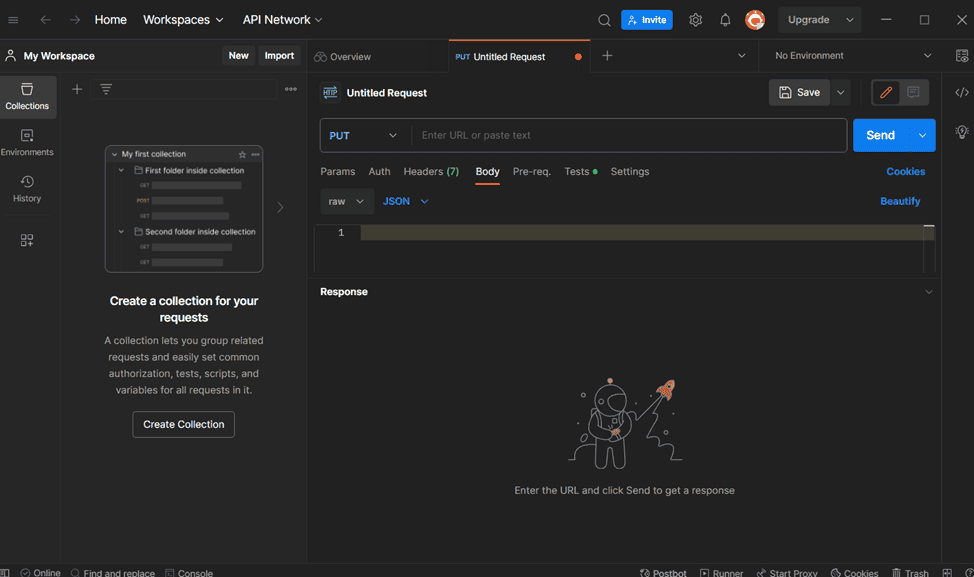 Home Workspaces API Network Invite Upgrade
My Workspace New Import Overview PUT Untitled Request No Environment
Collections
Environments
History
My first collection
First folder inside collection
GET
POST
GET
Second folder inside collection
GET
GET
Create a collection for your
requests
A collection lets you group related
requests and easily set common
authorization, tests, scripts, and
variables for all requests in it.
Create Collection
HTTP Untitled Request Save
PUT Enter URL or paste text Send
Params Auth Headers (7) Body Pre-req. Tests Settings Cookies
raw JSON Beautify
1
Response
Enter the URL and click Send to get a response
Online Find and replace Console Postbot Runner Start Proxy Cookies Trash